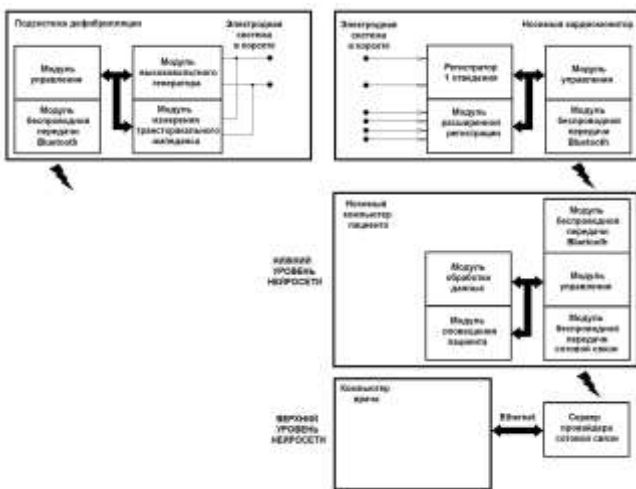 Подсистема дефибрилляции
Электродная
система
в корсете
Модуль
управления
Модуль
беспроводной
передачи
Bluetooth
Модуль
высоковольтного
генератора
Модуль
измерения
трансторакального
импеданса
Электродная
система
в корсете
Носимый кардиомонитор
Регистратор
1 отведения
Модуль
расширенной
регистрации
Модуль
управления
Модуль
беспроводной
передачи
Bluetooth
НИЖНИЙ
УРОВЕНЬ
НЕЙРОСЕТИ
Носимый
компьютер
пациента
Модуль
обработки
данных
Модуль
оповещения
пациента
Модуль
беспроводной
передачи
Bluetooth
Модуль
управления
Модуль
беспроводной
передачи
сотовой связи
ВЕРХНИЙ
УРОВЕНЬ
НЕЙРОСЕТИ
Компьютер
врача
Ethernet
Сервер
провайдера
сотовой связи